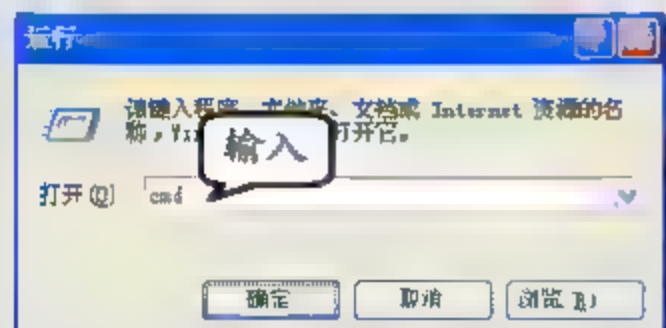 运行
请键入程序、文件夹、文档或 Internet 资源的名
称，打开它。
输入
打开(O)
cmd
确定
取消
浏览(B)